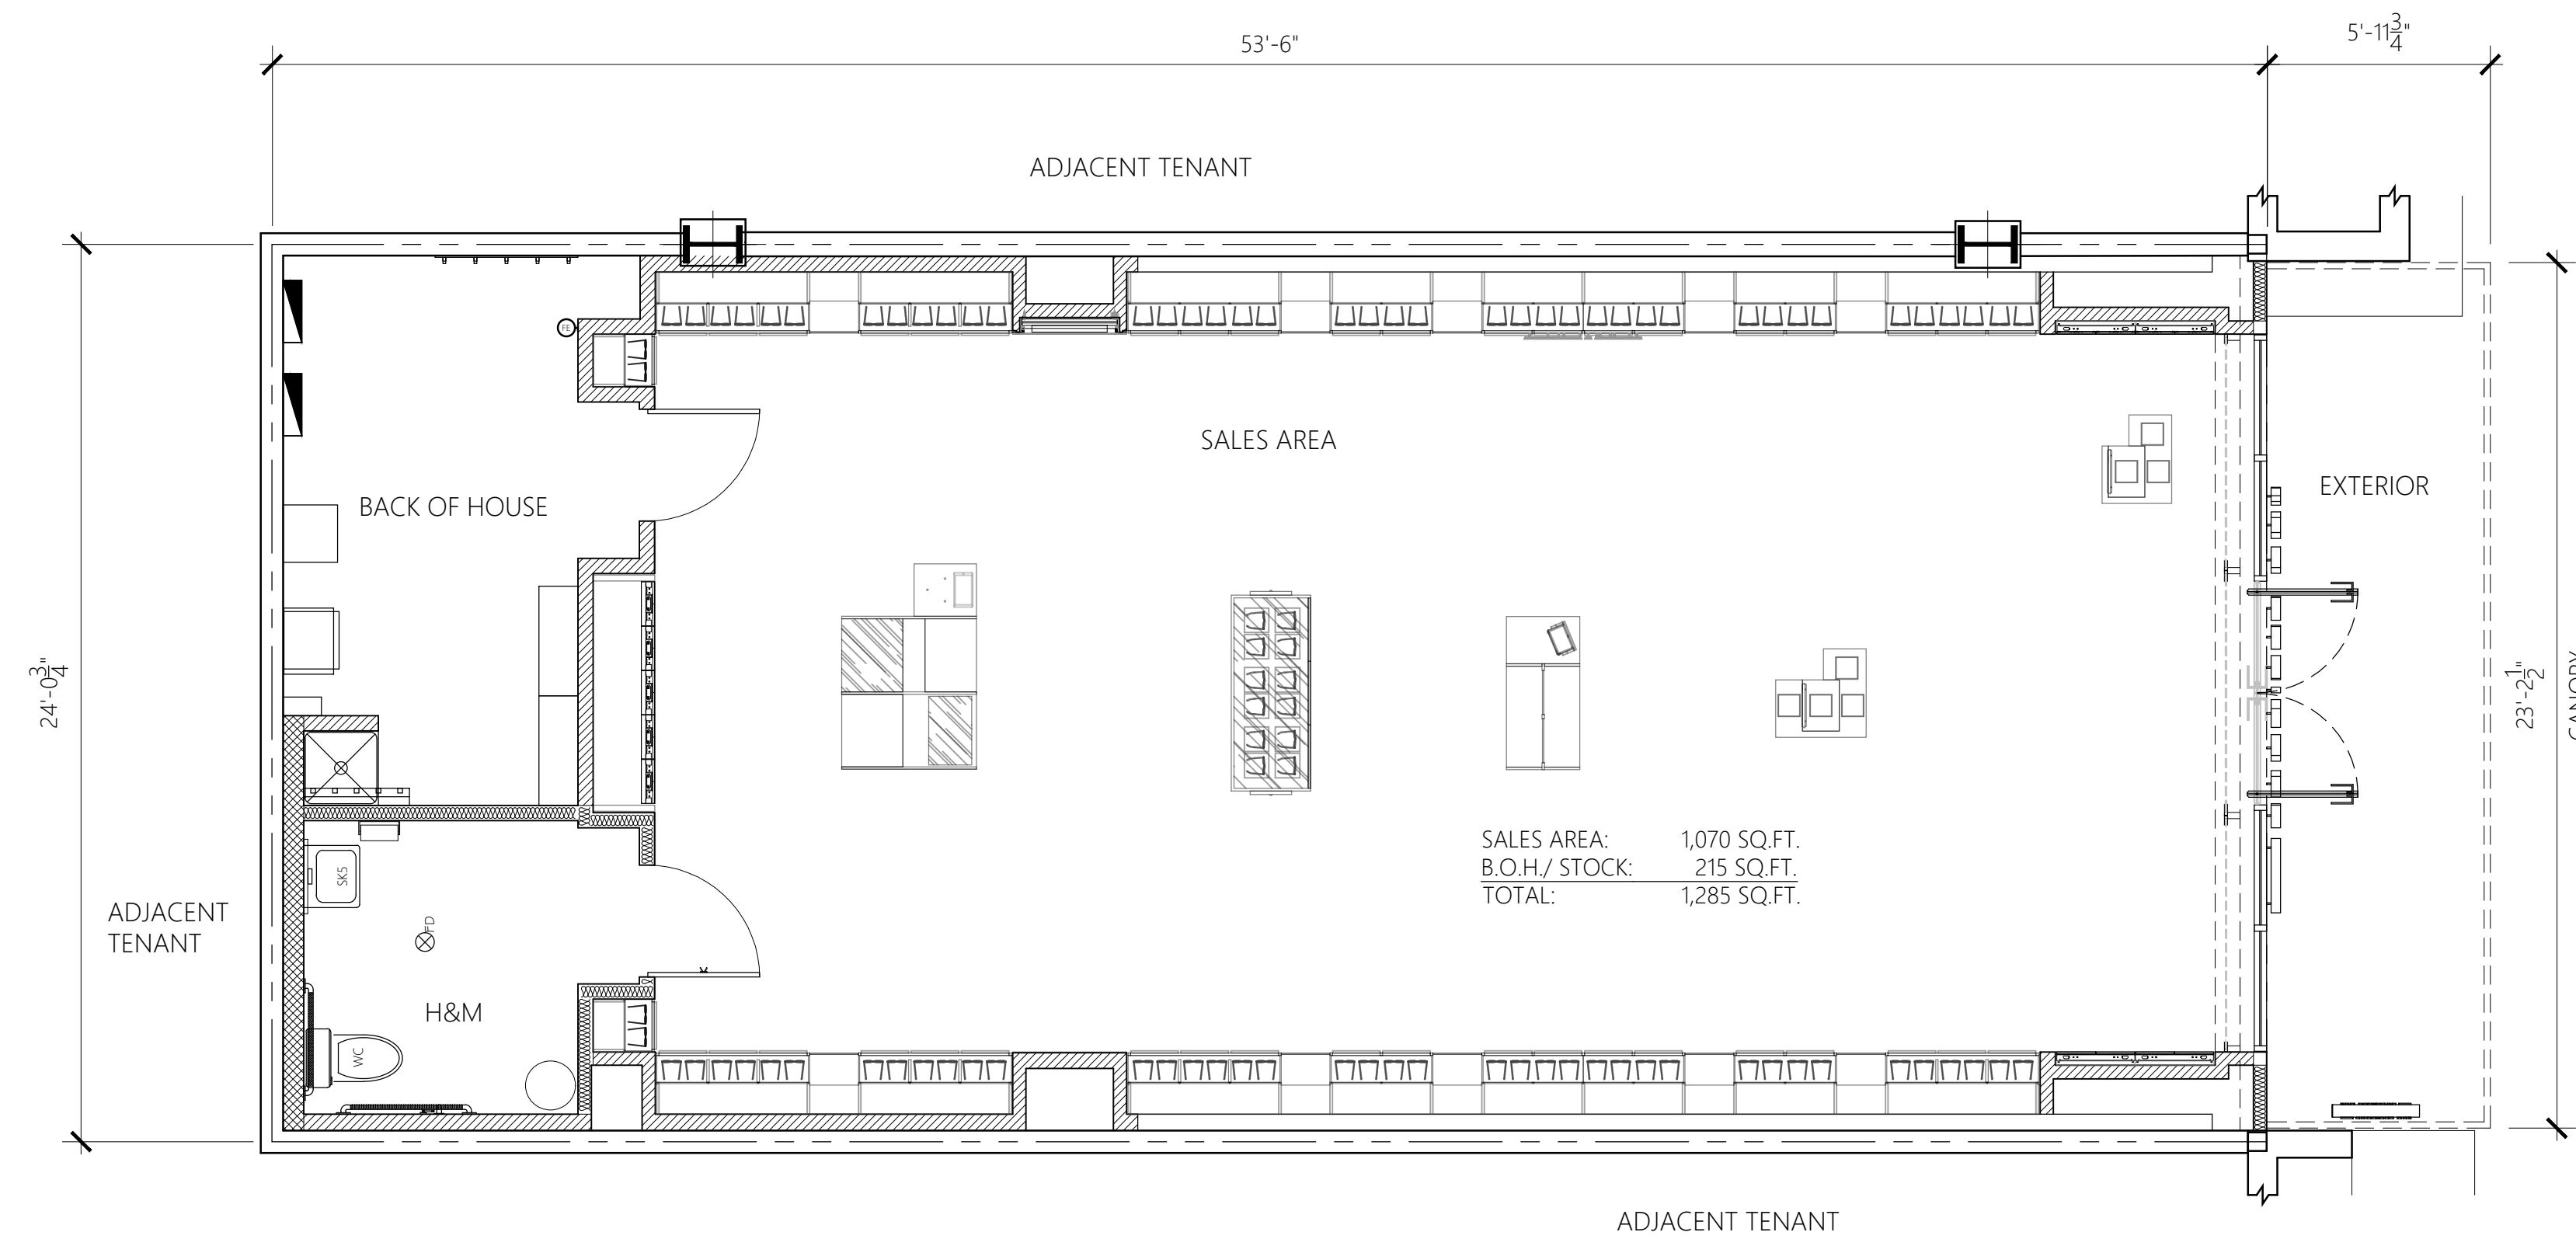 53'-6"
5'-11 3/4"
ADJACENT TENANT
FE
SALES AREA
EXTERIOR
BACK OF HOUSE
24'-0 3/4"
23'-2 1/2"
CANOPY
SALES AREA: 1,070 SQ.FT.
B.O.H./ STOCK: 215 SQ.FT.
TOTAL: 1,285 SQ.FT.
SK5
ADJACENT
TENANT
FD
H&M
WC
ADJACENT TENANT